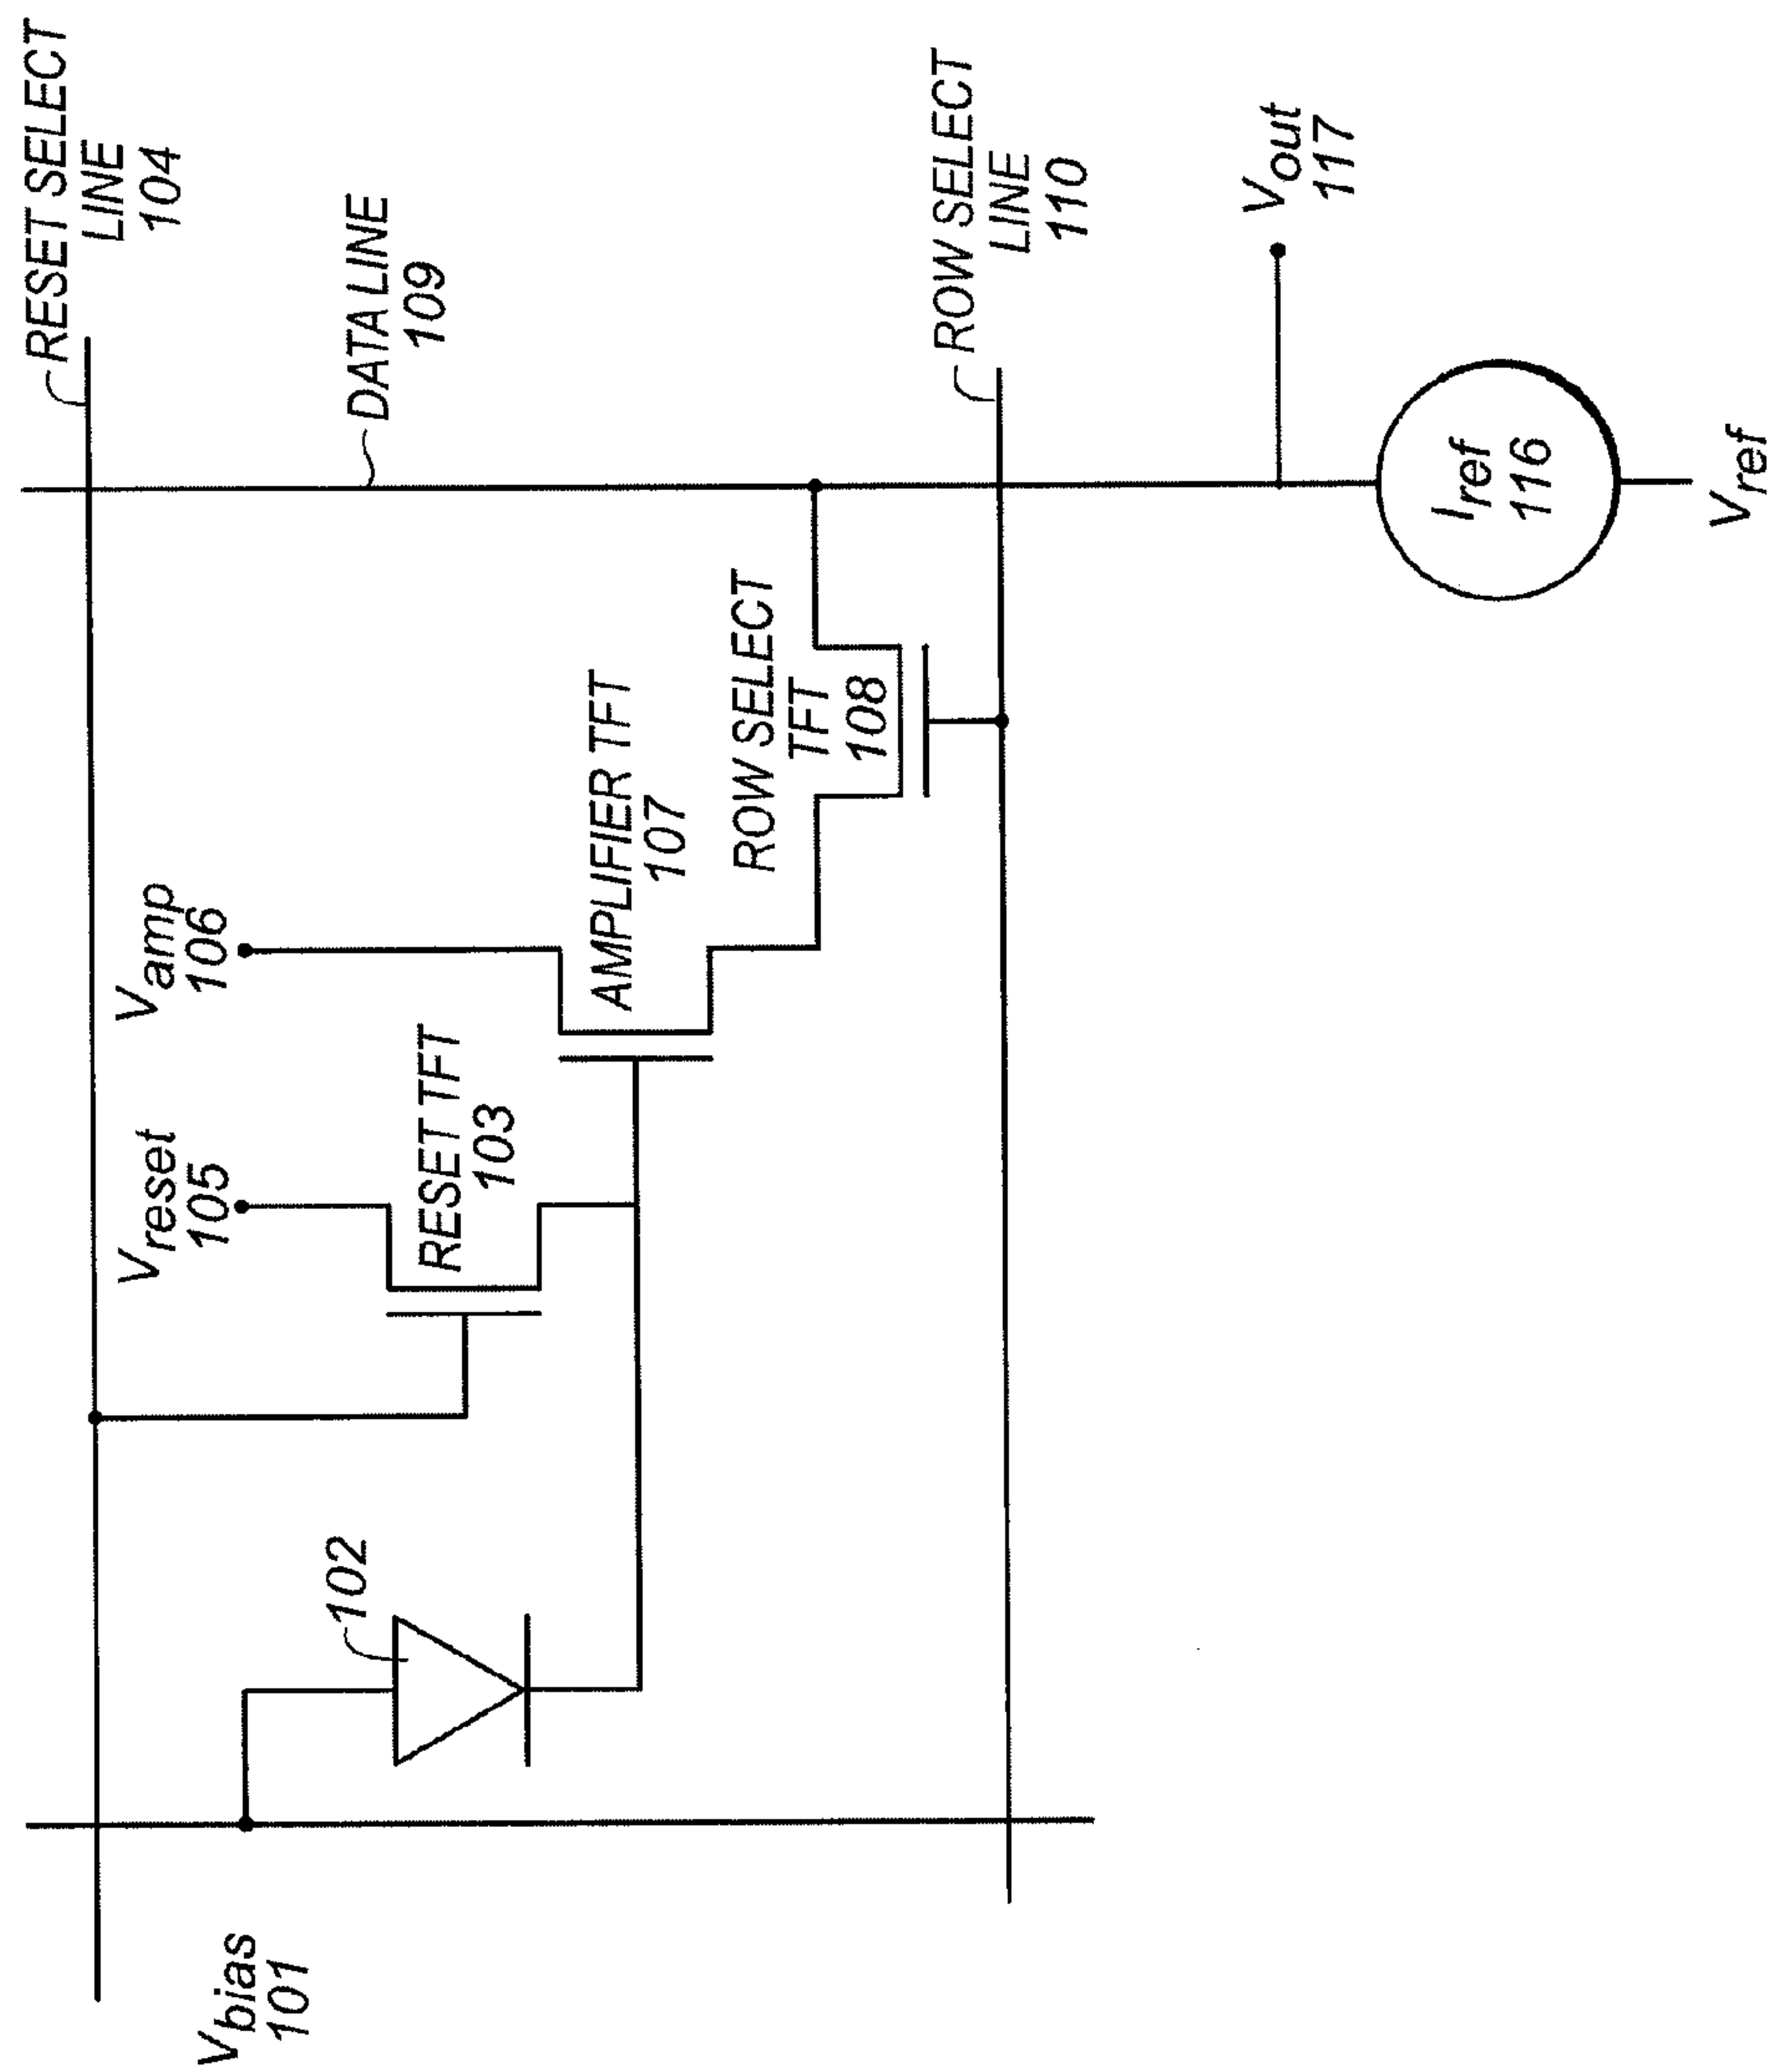 RESET SELECT
LINE
104
DATA LINE
109
ROW SELECT
LINE
110
Vout
117
Vamp
106
Vreset
105
RESET TFT
103
AMPLIFIER TFT
107
ROW SELECT
TFT
108
Iref
116
Vref
102
Vbias
101